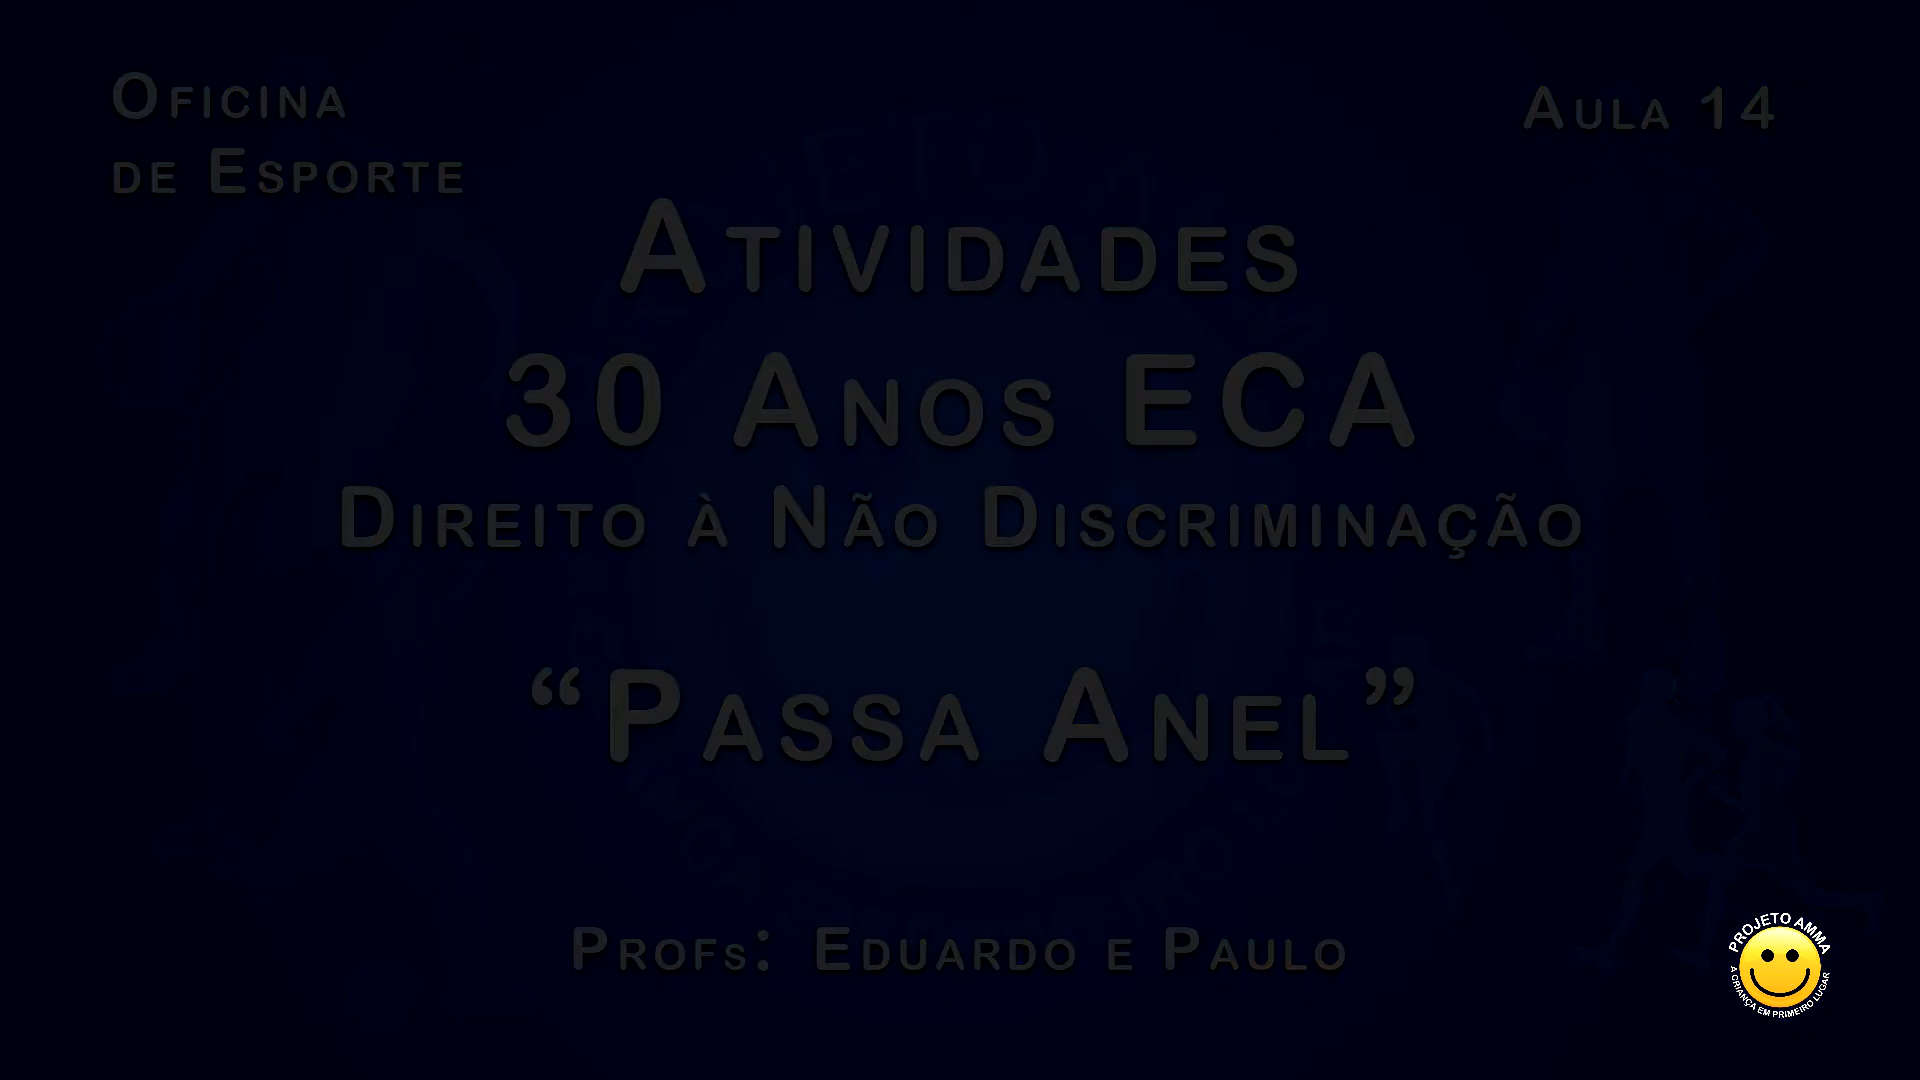 Oficina
de Esporte
Aula 14
Atividades
30 Anos ECA
Direito à Não Discriminação
“Passa Anel”
Profs: Eduardo e Paulo
PROJETO AMMA
A CRIANÇA EM PRIMEIRO LUGAR